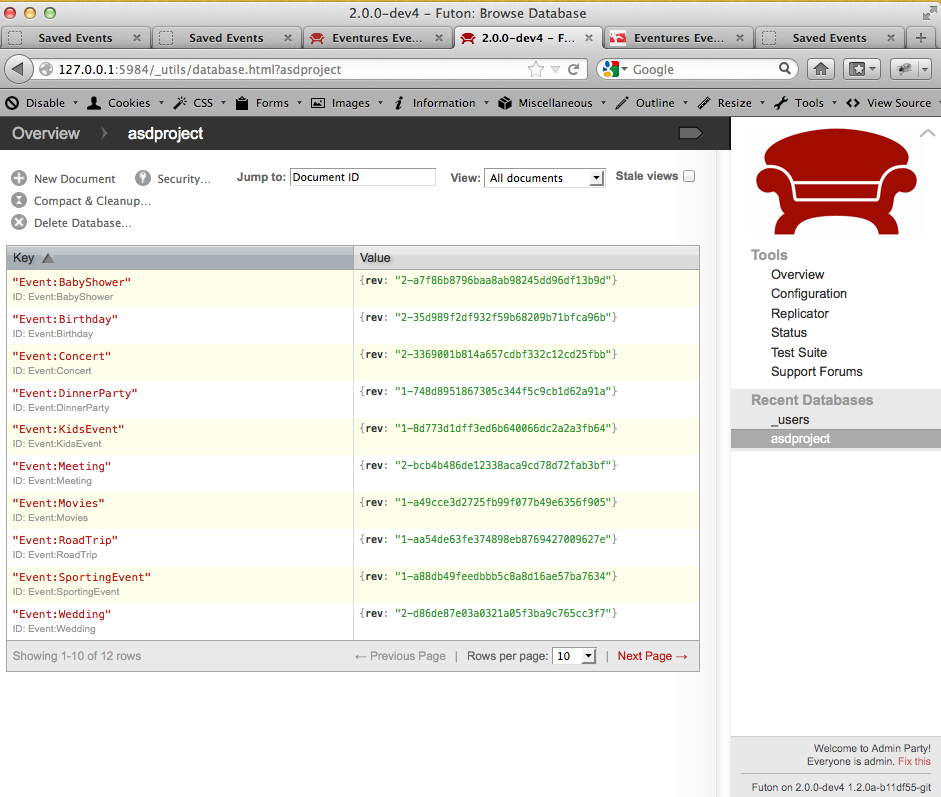 2.0.0-dev4 – Futon: Browse Database
Saved Events × Saved Events × Eventures Eve... × 2.0.0-dev4 – F... × Eventures Eve... × Saved Events × +
127.0.0.1:5984/_utils/database.html?asdproject Google
Disable Cookies CSS Forms Images Information Miscellaneous Outline Resize Tools View Source
Overview asdproject
New Document Security… Jump to: Document ID View: All documents Stale views
Compact & Cleanup…
Delete Database…
Key Value
"Event:BabyShower" {rev: "2-a7f86b8796baa8ab98245dd96df13b9d"}
ID: Event:BabyShower
"Event:Birthday" {rev: "2-35d989f2df932f59b68209b71bfca96b"}
ID: Event:Birthday
"Event:Concert" {rev: "2-3369001b814a657cdbf332c12cd25fbb"}
ID: Event:Concert
"Event:DinnerParty" {rev: "1-748d8951867305c344f5c9cb1d62a91a"}
ID: Event:DinnerParty
"Event:KidsEvent" {rev: "1-8d773d1dff3ed6b640066dc2a2a3fb64"}
ID: Event:KidsEvent
"Event:Meeting" {rev: "2-bcb4b486de12338aca9cd78d72fab3bf"}
ID: Event:Meeting
"Event:Movies" {rev: "1-a49cce3d2725fb99f077b49e6356f905"}
ID: Event:Movies
"Event:RoadTrip" {rev: "1-aa54de63fe374898eb8769427009627e"}
ID: Event:RoadTrip
"Event:SportingEvent" {rev: "1-a88db49feedbbb5c8a8d16ae57ba7634"}
ID: Event:SportingEvent
"Event:Wedding" {rev: "2-d86de87e03a0321a05f3ba9c765cc3f7"}
ID: Event:Wedding
Showing 1-10 of 12 rows ← Previous Page | Rows per page: 10 | Next Page →
Tools
Overview
Configuration
Replicator
Status
Test Suite
Support Forums
Recent Databases
_users
asdproject
Welcome to Admin Party!
Everyone is admin. Fix this
Futon on 2.0.0-dev4 1.2.0a-b11df55-git